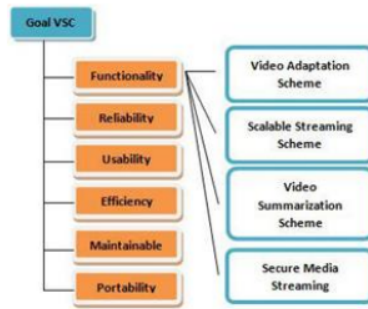 Goal VSC
Functionality
Reliability
Usability
Efficiency
Maintainable
Portability
Video Adaptation
Scheme
Scalable Streaming
Scheme
Video
Summarization
Scheme
Secure Media
Streaming